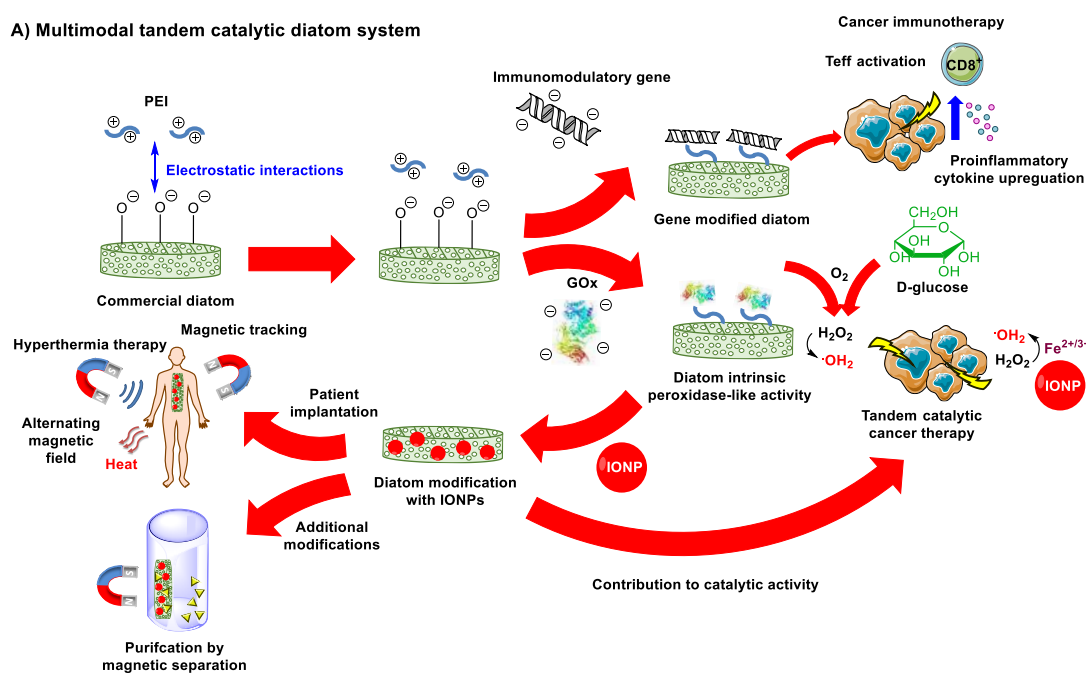 A) Multimodal tandem catalytic diatom system
PEI
Electrostatic interactions
O
O
O
Commercial diatom
O
O
O
Immunomodulatory gene
Gene modified diatom
Cancer immunotherapy
Teff activation
CD8⁺
Proinflammatory
cytokine upreguation
GOx
Diatom intrinsic
peroxidase-like activity
O₂
CH₂OH
O
OH
OH
OH
OH
D-glucose
H₂O₂
·OH₂
Tandem catalytic
cancer therapy
·OH₂
H₂O₂
Fe²⁺/³⁻
IONP
IONP
Diatom modification
with IONPs
Contribution to catalytic activity
Patient
implantation
Additional
modifications
Magnetic tracking
Hyperthermia therapy
S
N
S
N
Alternating
magnetic
field
Heat
S
N
Purifcation by
magnetic separation